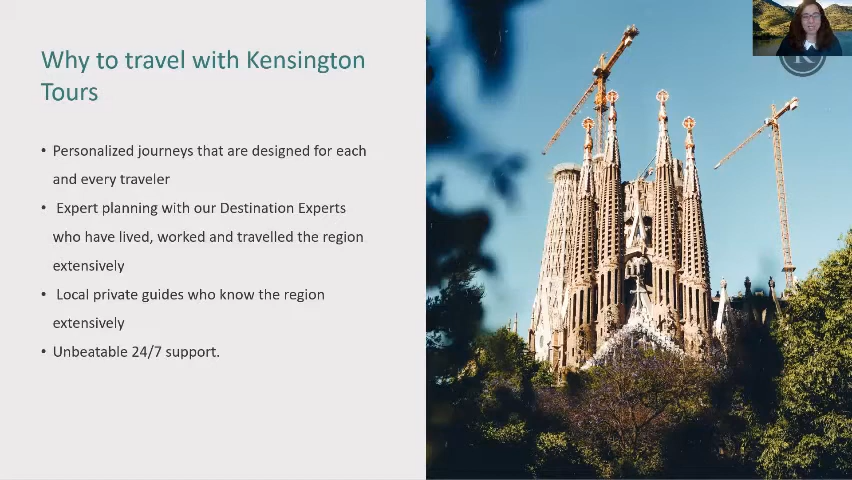 Why to travel with Kensington
Tours
• Personalized journeys that are designed for each
and every traveler
• Expert planning with our Destination Experts
who have lived, worked and travelled the region
extensively
• Local private guides who know the region
extensively
• Unbeatable 24/7 support.